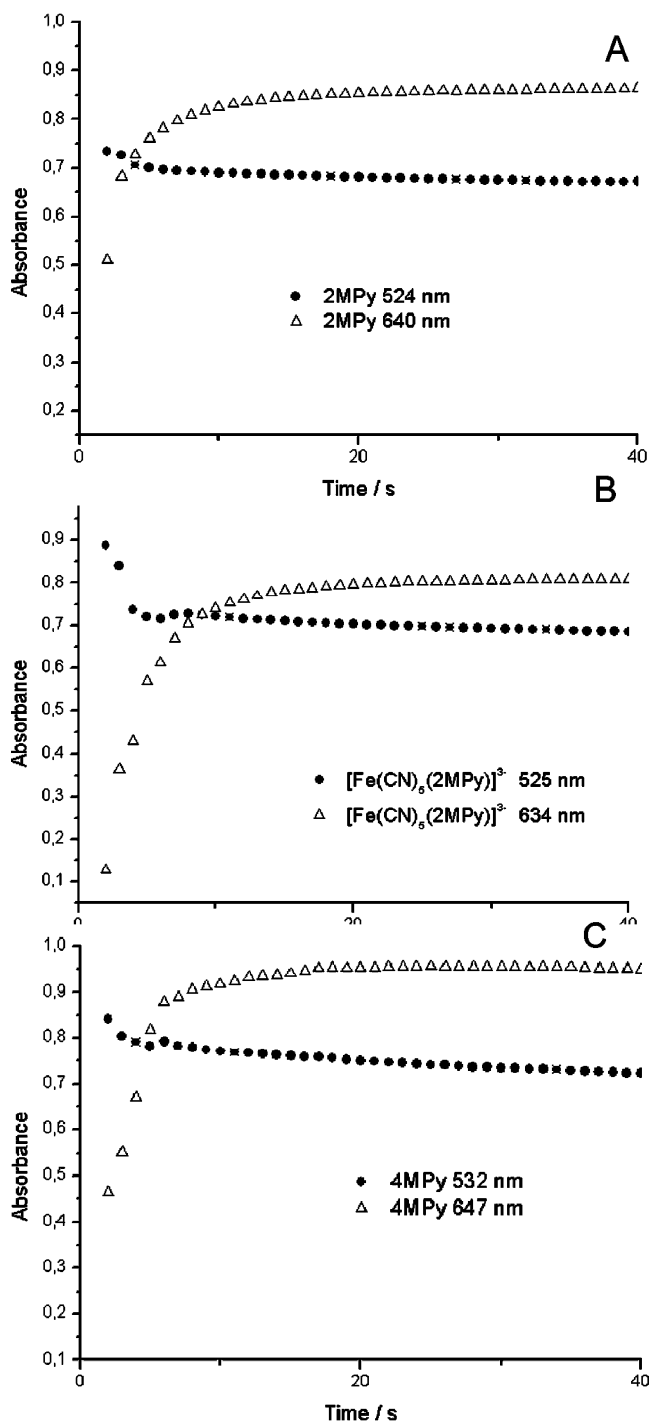 A
1,0
0,9
0,8
0,7
0,6
0,5
0,4
0,3
0,2
Absorbance
● 2MPy 524 nm
△ 2MPy 640 nm
0
20
40
Time / s
B
0,9
0,8
0,7
0,6
0,5
0,4
0,3
0,2
0,1
Absorbance
● [Fe(CN)₅(2MPy)]³⁻ 525 nm
△ [Fe(CN)₅(2MPy)]³⁻ 634 nm
0
20
40
C
1,0
0,9
0,8
0,7
0,6
0,5
0,4
0,3
0,2
0,1
Absorbance
● 4MPy 532 nm
△ 4MPy 647 nm
0
20
40
Time / s